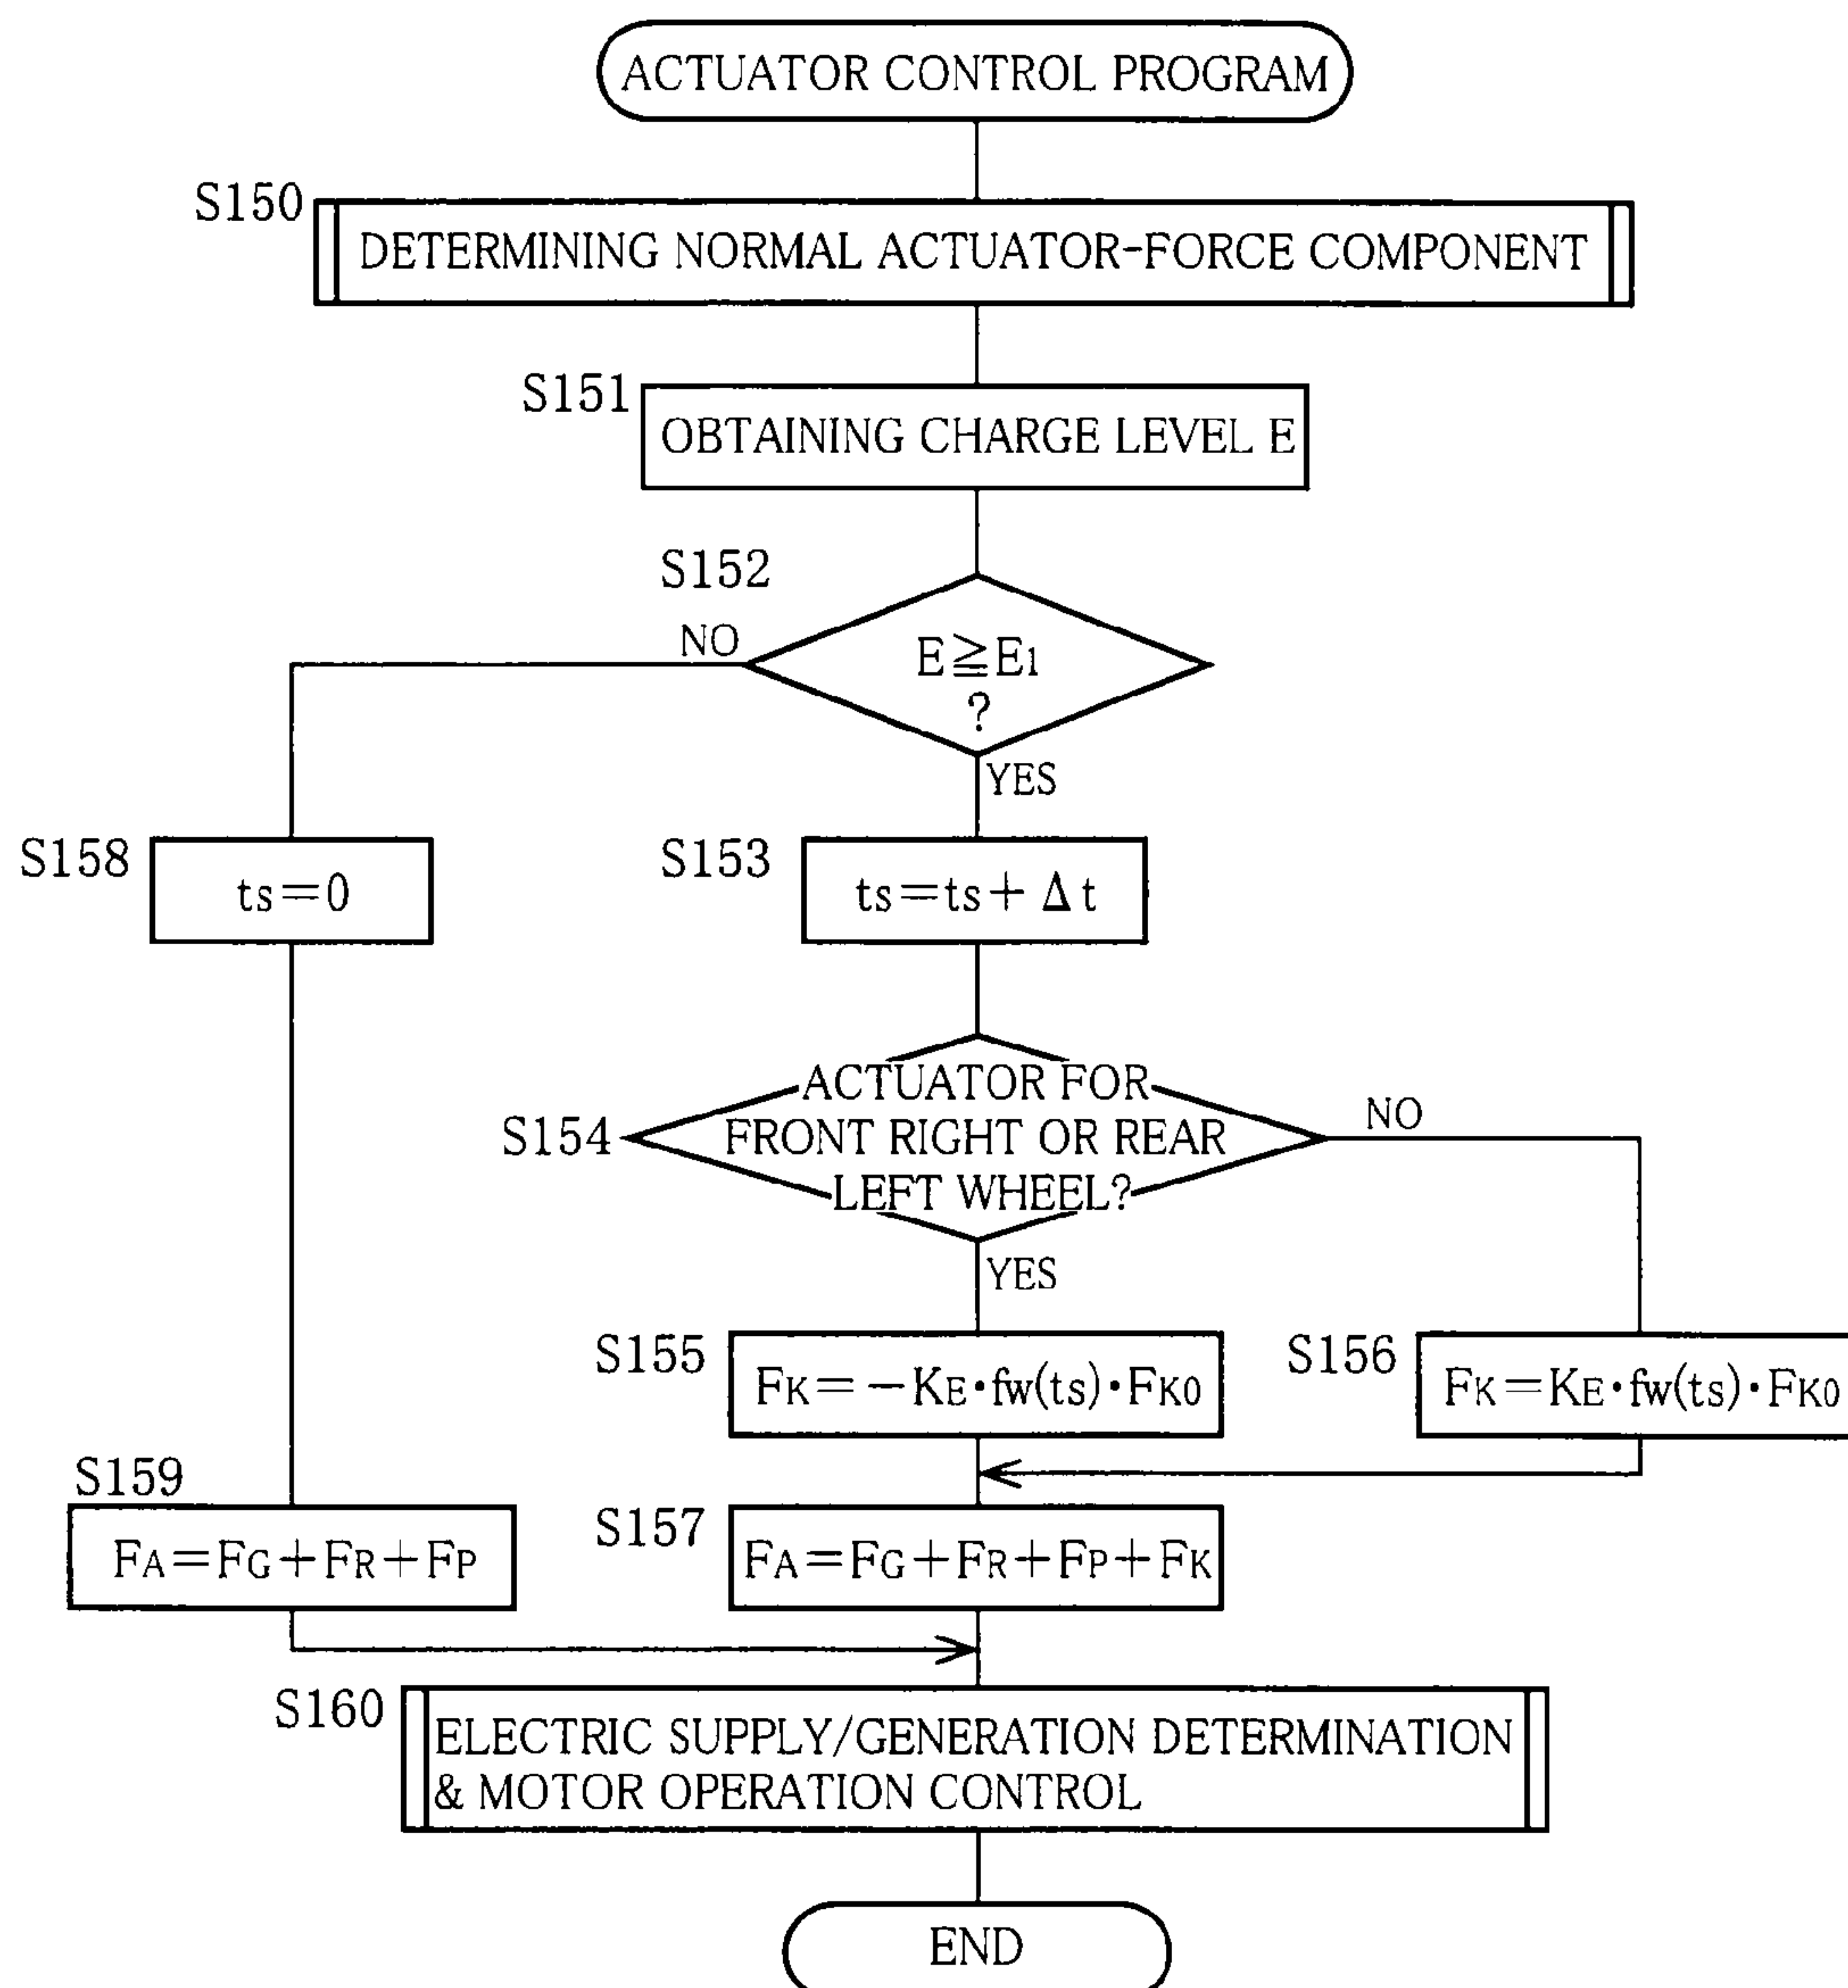 ACTUATOR CONTROL PROGRAM
S150
DETERMINING NORMAL ACTUATOR-FORCE COMPONENT
S151
OBTAINING CHARGE LEVEL E
S152
NO
E≧E1
?
YES
S158
ts=0
S153
ts=ts+Δt
S154
ACTUATOR FOR
FRONT RIGHT OR REAR
LEFT WHEEL?
NO
YES
S155
FK=−KE·fw(ts)·FK0
S156
FK=KE·fw(ts)·FK0
S159
FA=FG+FR+FP
S157
FA=FG+FR+FP+FK
S160
ELECTRIC SUPPLY/GENERATION DETERMINATION
& MOTOR OPERATION CONTROL
END